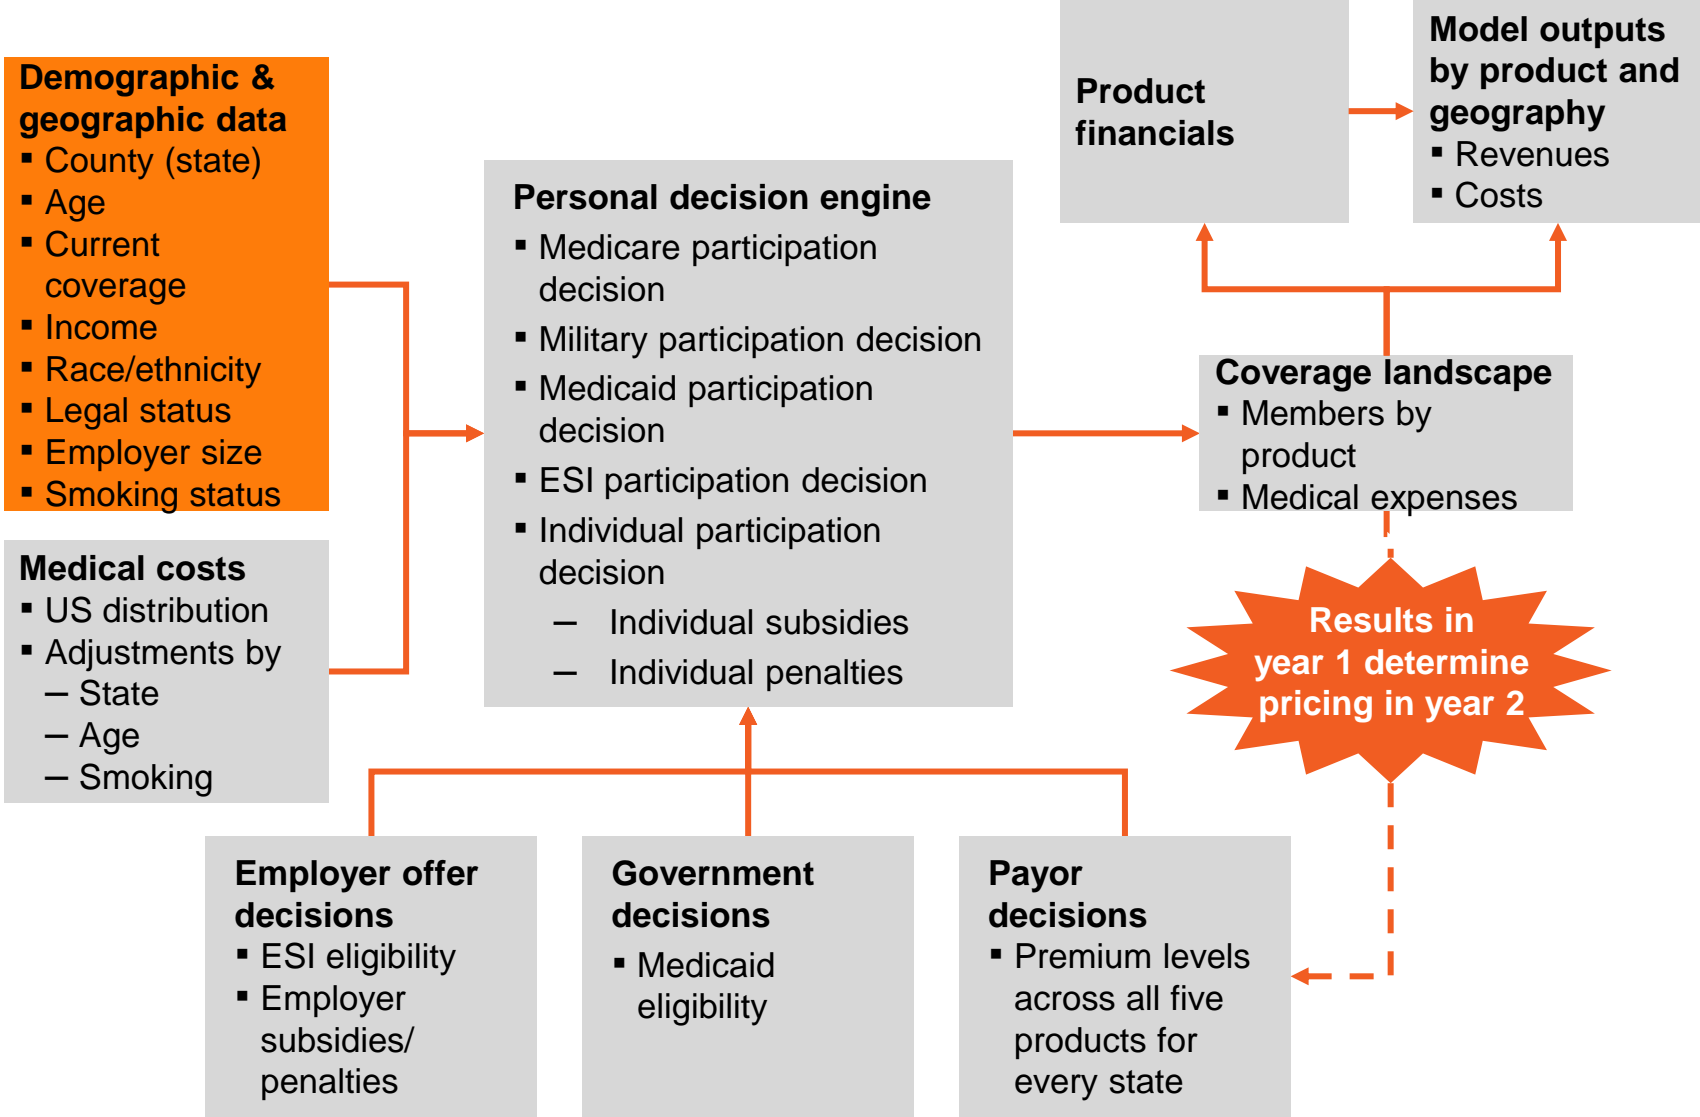 Demographic &
geographic data
▪ County (state)
▪ Age
▪ Current
coverage
▪ Income
▪ Race/ethnicity
▪ Legal status
▪ Employer size
▪ Smoking status
Medical costs
▪ US distribution
▪ Adjustments by
– State
– Age
– Smoking
Personal decision engine
▪ Medicare participation
decision
▪ Military participation decision
▪ Medicaid participation
decision
▪ ESI participation decision
▪ Individual participation
decision
– Individual subsidies
– Individual penalties
Employer offer
decisions
▪ ESI eligibility
▪ Employer
subsidies/
penalties
Government
decisions
▪ Medicaid
eligibility
Payor
decisions
▪ Premium levels
across all five
products for
every state
Product
financials
Model outputs
by product and
geography
▪ Revenues
▪ Costs
Coverage landscape
▪ Members by
product
▪ Medical expenses
Results in
year 1 determine
pricing in year 2